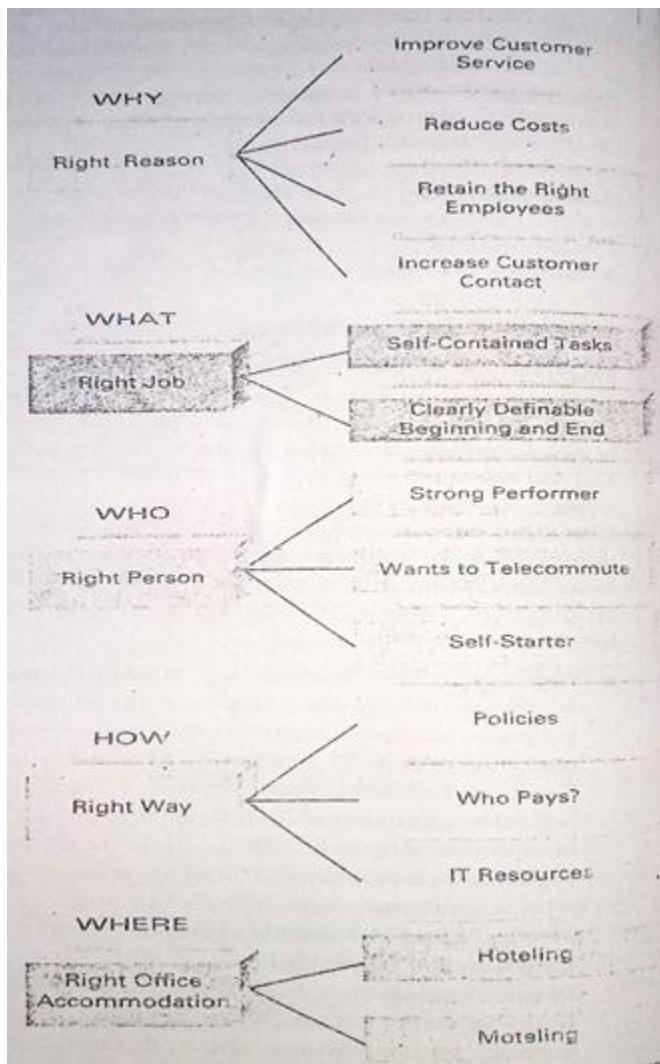 Improve Customer
Service
WHY
Reduce Costs
Right Reason
Retain the Right
Employees
Increase Customer
Contact
WHAT
Self-Contained Tasks
Right Job
Clearly Definable
Beginning and End
Strong Performer
WHO
Wants to Telecommute
Right Person
Self-Starter
Policies
HOW
Who Pays?
Right Way
IT Resources
WHERE
Hoteling
Right Office
Accommodation
Moteling